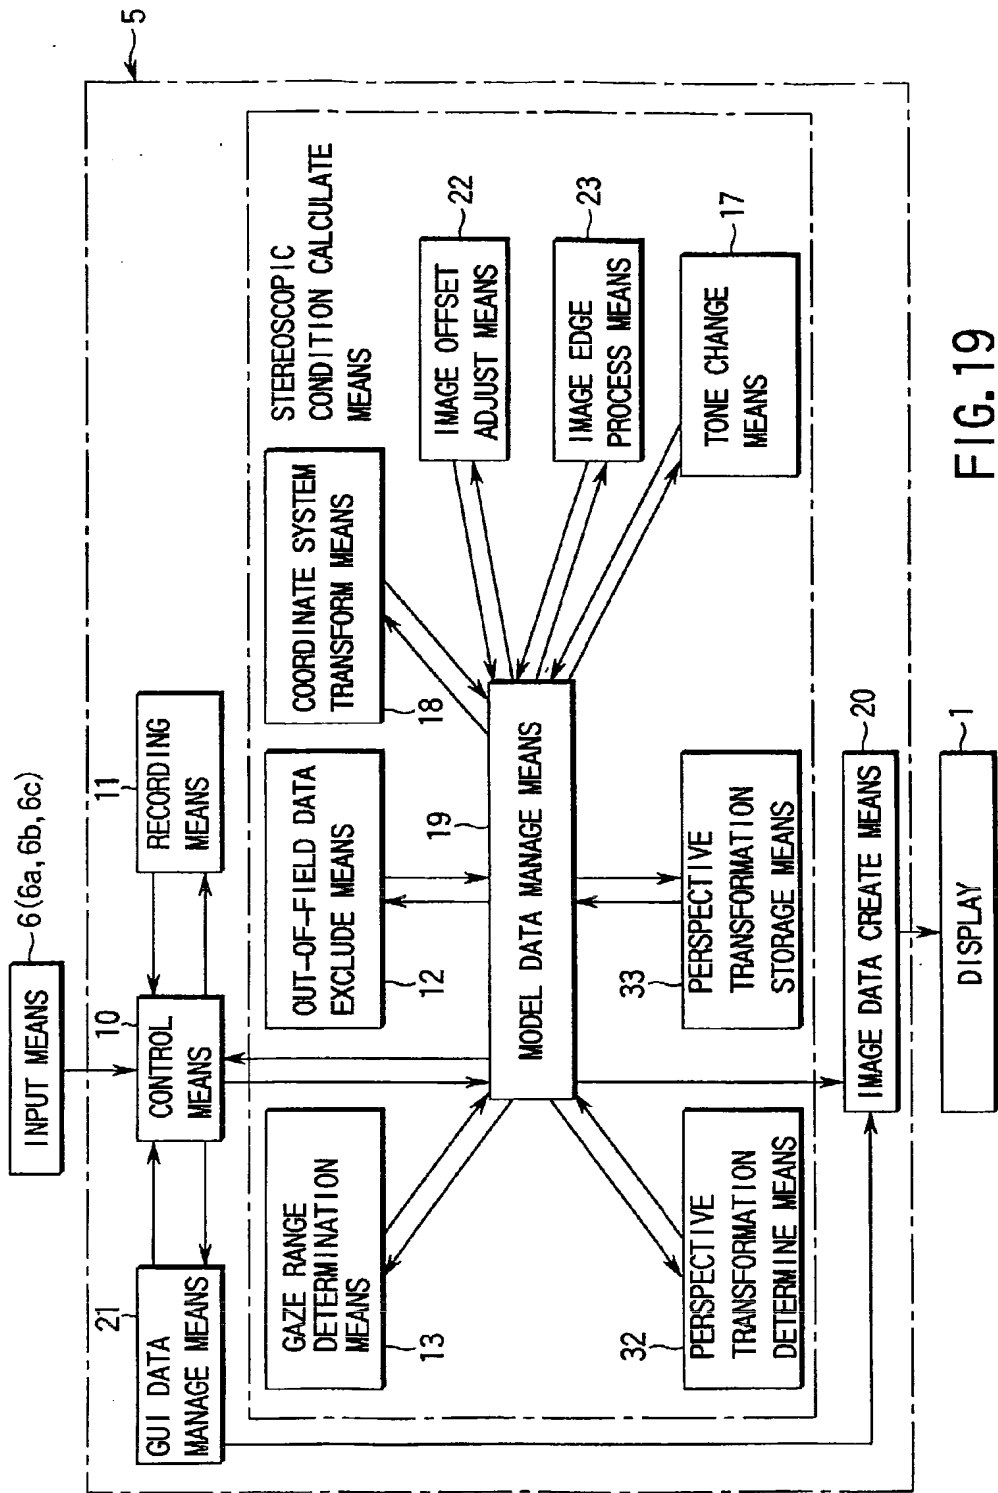 5
6(6a, 6b, 6c)
INPUT MEANS
10
CONTROL
MEANS
11
RECORDING
MEANS
21
GUI DATA
MANAGE MEANS
STEREOSCOPIC
CONDITION CALCULATE
MEANS
GAZE RANGE
DETERMINATION
MEANS
13
OUT-OF-FIELD DATA
EXCLUDE MEANS
12
COORDINATE SYSTEM
TRANSFORM MEANS
18
IMAGE OFFSET
ADJUST MEANS
22
IMAGE EDGE
PROCESS MEANS
23
TONE CHANGE
MEANS
17
19
MODEL DATA MANAGE MEANS
32
PERSPECTIVE
TRANSFORMATION
DETERMINE MEANS
33
PERSPECTIVE
TRANSFORMATION
STORAGE MEANS
20
IMAGE DATA CREATE MEANS
1
DISPLAY
FIG.19